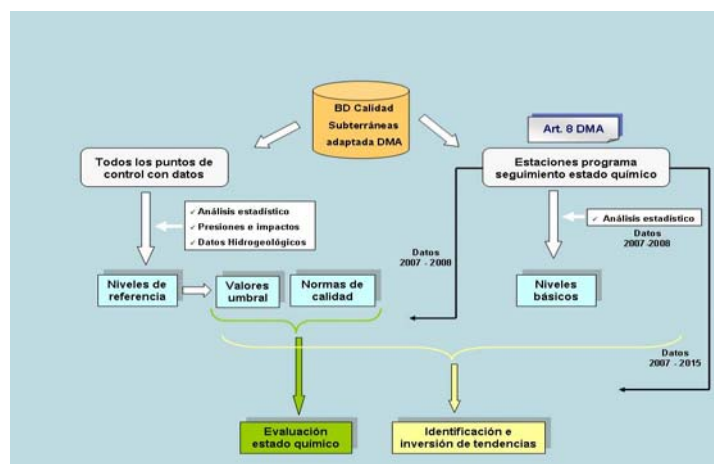 BD Calidad
Subterráneas
adaptada DMA
Art. 8 DMA
Todos los puntos de
control con datos
Estaciones programa
seguimiento estado químico
✓ Análisis estadístico
✓ Presiones e impactos
✓ Datos Hidrogeológicos
✓ Análisis estadístico
Datos
2007-2008
Datos
2007 - 2008
Niveles de
referencia
Valores
umbral
Normas de
calidad
Niveles
básicos
Datos
2007 - 2015
Evaluación
estado químico
Identificación e
inversión de tendencias